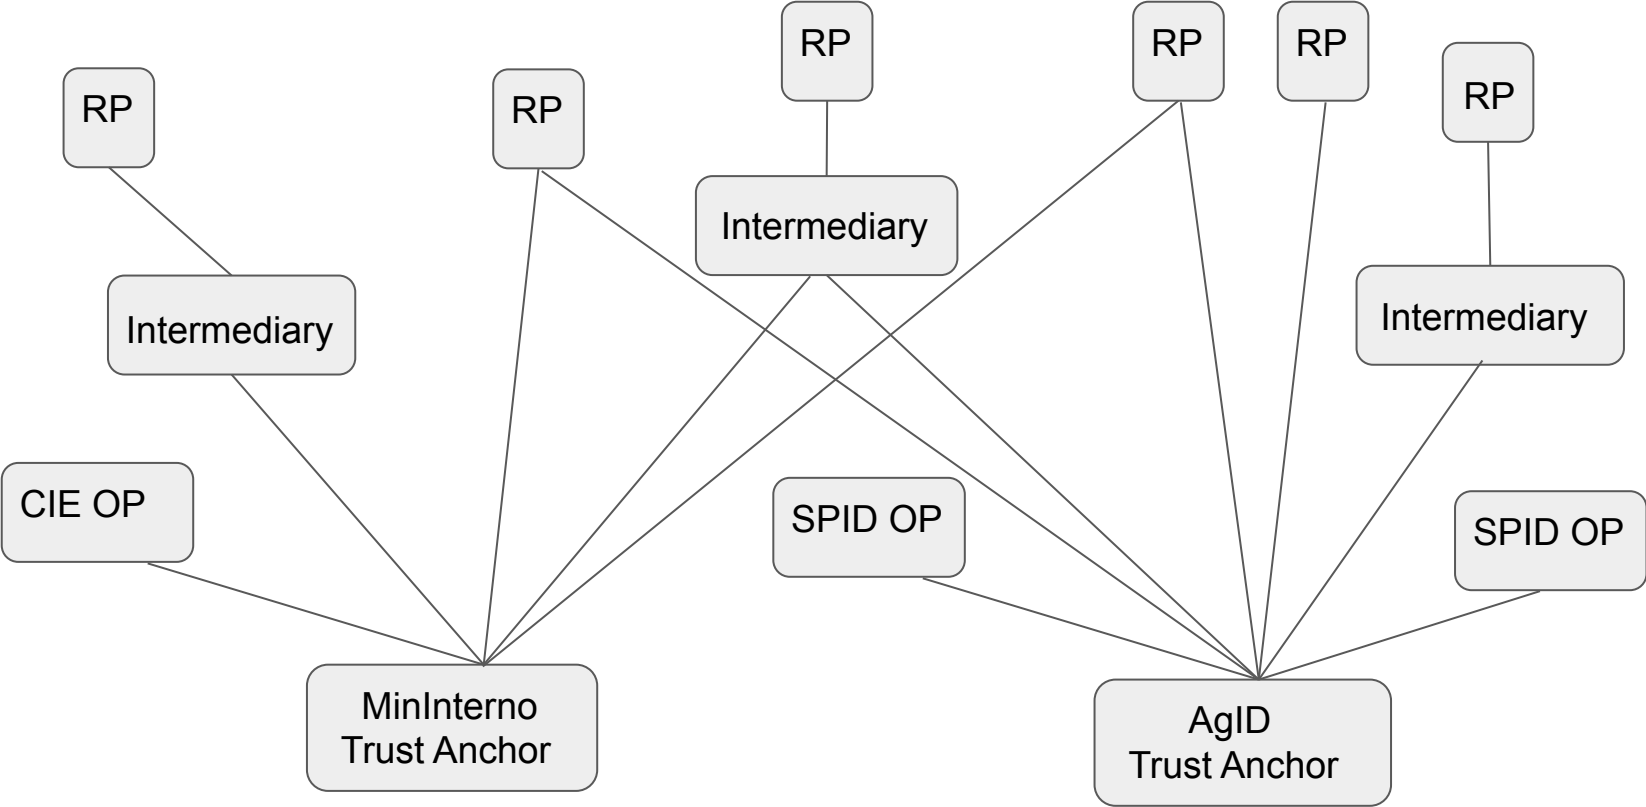 RP
RP
RP
RP
RP
RP
Intermediary
Intermediary
Intermediary
CIE OP
SPID OP
SPID OP
MinInterno
Trust Anchor
AgID
Trust Anchor